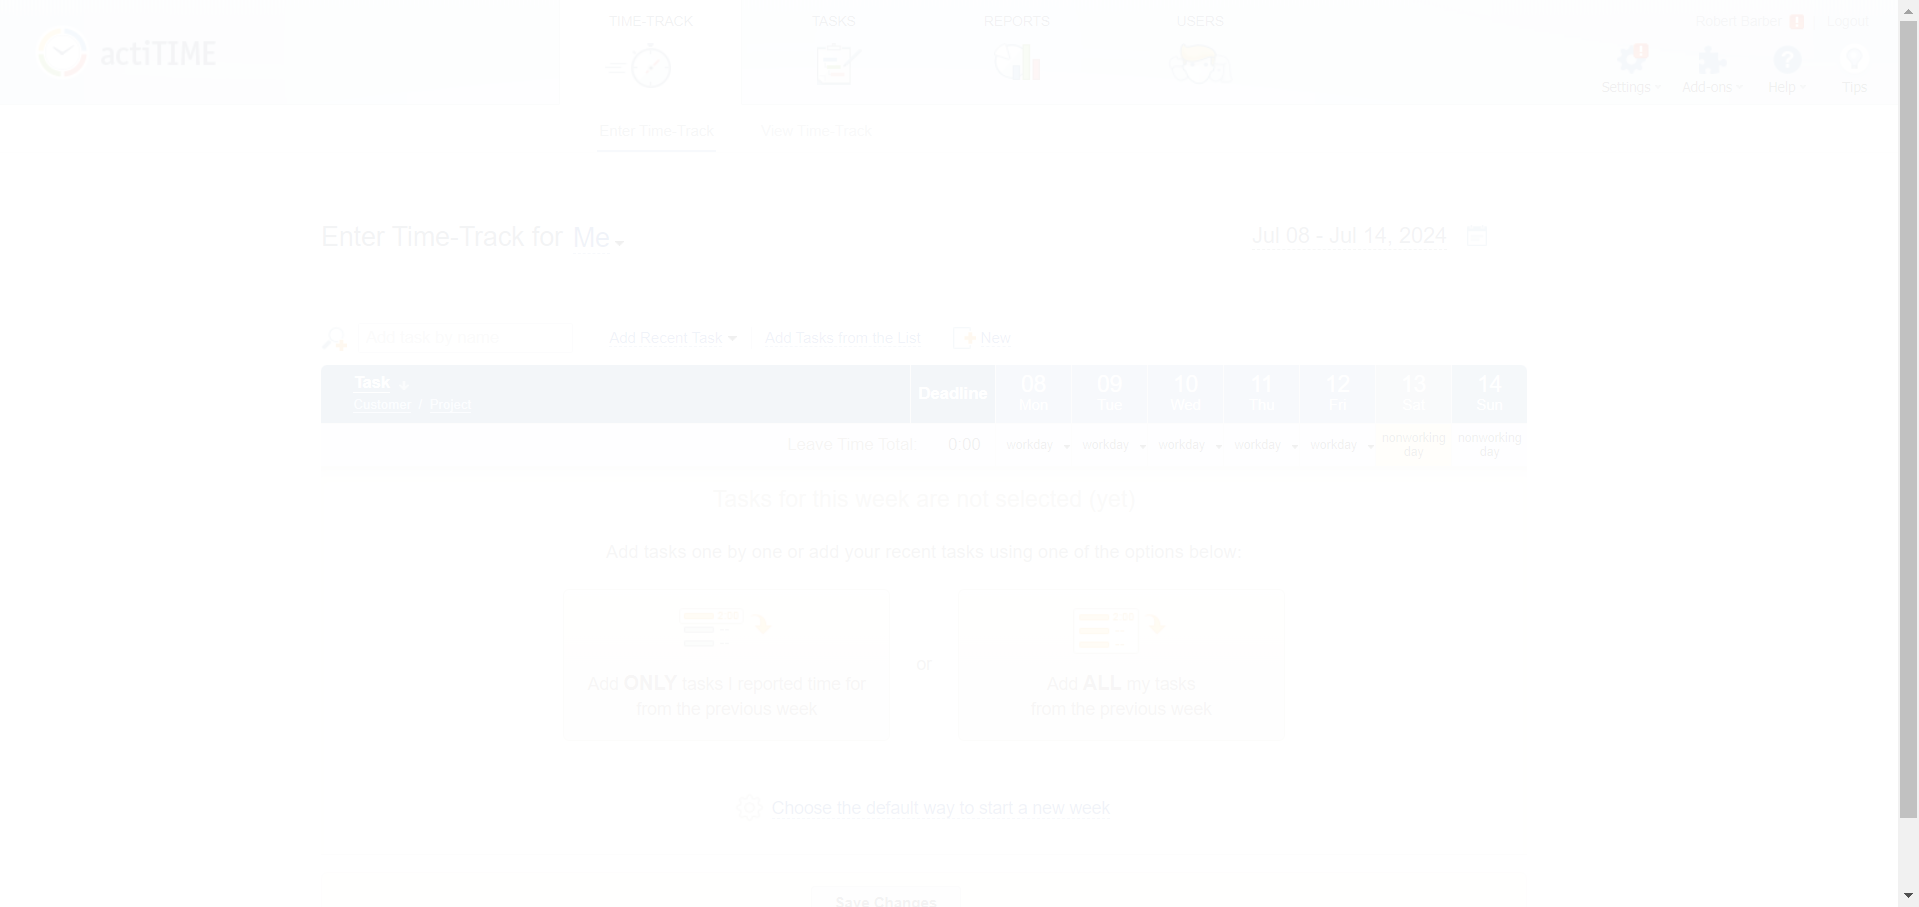 TIME-TRACK
TASKS
REPORTS
USERS
Robert Barber
Logout
actiTIME
Settings
Add-ons
Help
Tips
Enter Time-Track
View Time-Track
Enter Time-Track for Me
Jul 08 - Jul 14, 2024
Add task by name
Add Recent Task
Add Tasks from the List
New
Task ↓
Customer / Project
Deadline
08 Mon
09 Tue
10 Wed
11 Thu
12 Fri
13 Sat
14 Sun
Leave Time Total
0:00
workday
workday
workday
workday
workday
nonworking day
nonworking day
Tasks for this week are not selected (yet)
Add tasks one by one or add your recent tasks using one of the options below:
Add ONLY tasks I reported time for
from the previous week
or
Add ALL my tasks
from the previous week
Choose the default way to start a new week
Save Changes